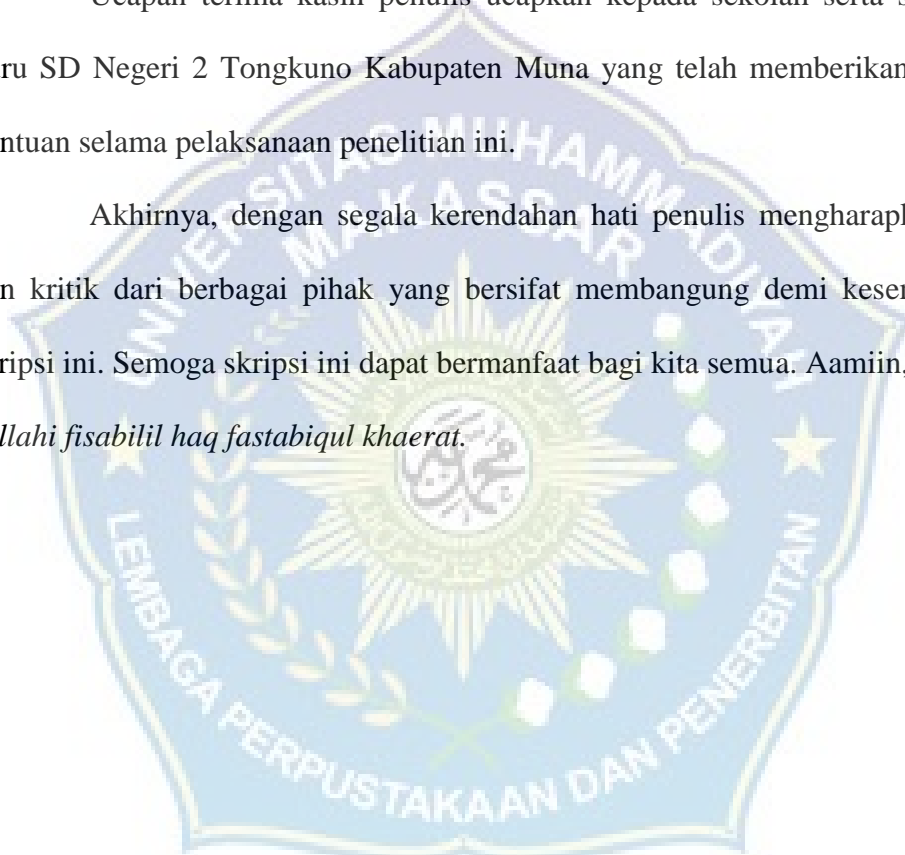 Ucapan terima kasih penulis ucapkan kepada sekolah serta s
ru SD Negeri 2 Tongkuno Kabupaten Muna yang telah memberikan
ntuan selama pelaksanaan penelitian ini.
Akhirnya, dengan segala kerendahan hati penulis mengharap
n kritik dari berbagai pihak yang bersifat membangung demi keser
ripsi ini. Semoga skripsi ini dapat bermanfaat bagi kita semua. Aamiin,
llahi fisabilil haq fastabiqul khaerat.
UNIVERSITAS MUHAMMADIYAH
MAKASSAR
LEMBAGA PERPUSTAKAAN DAN PENERBITAN